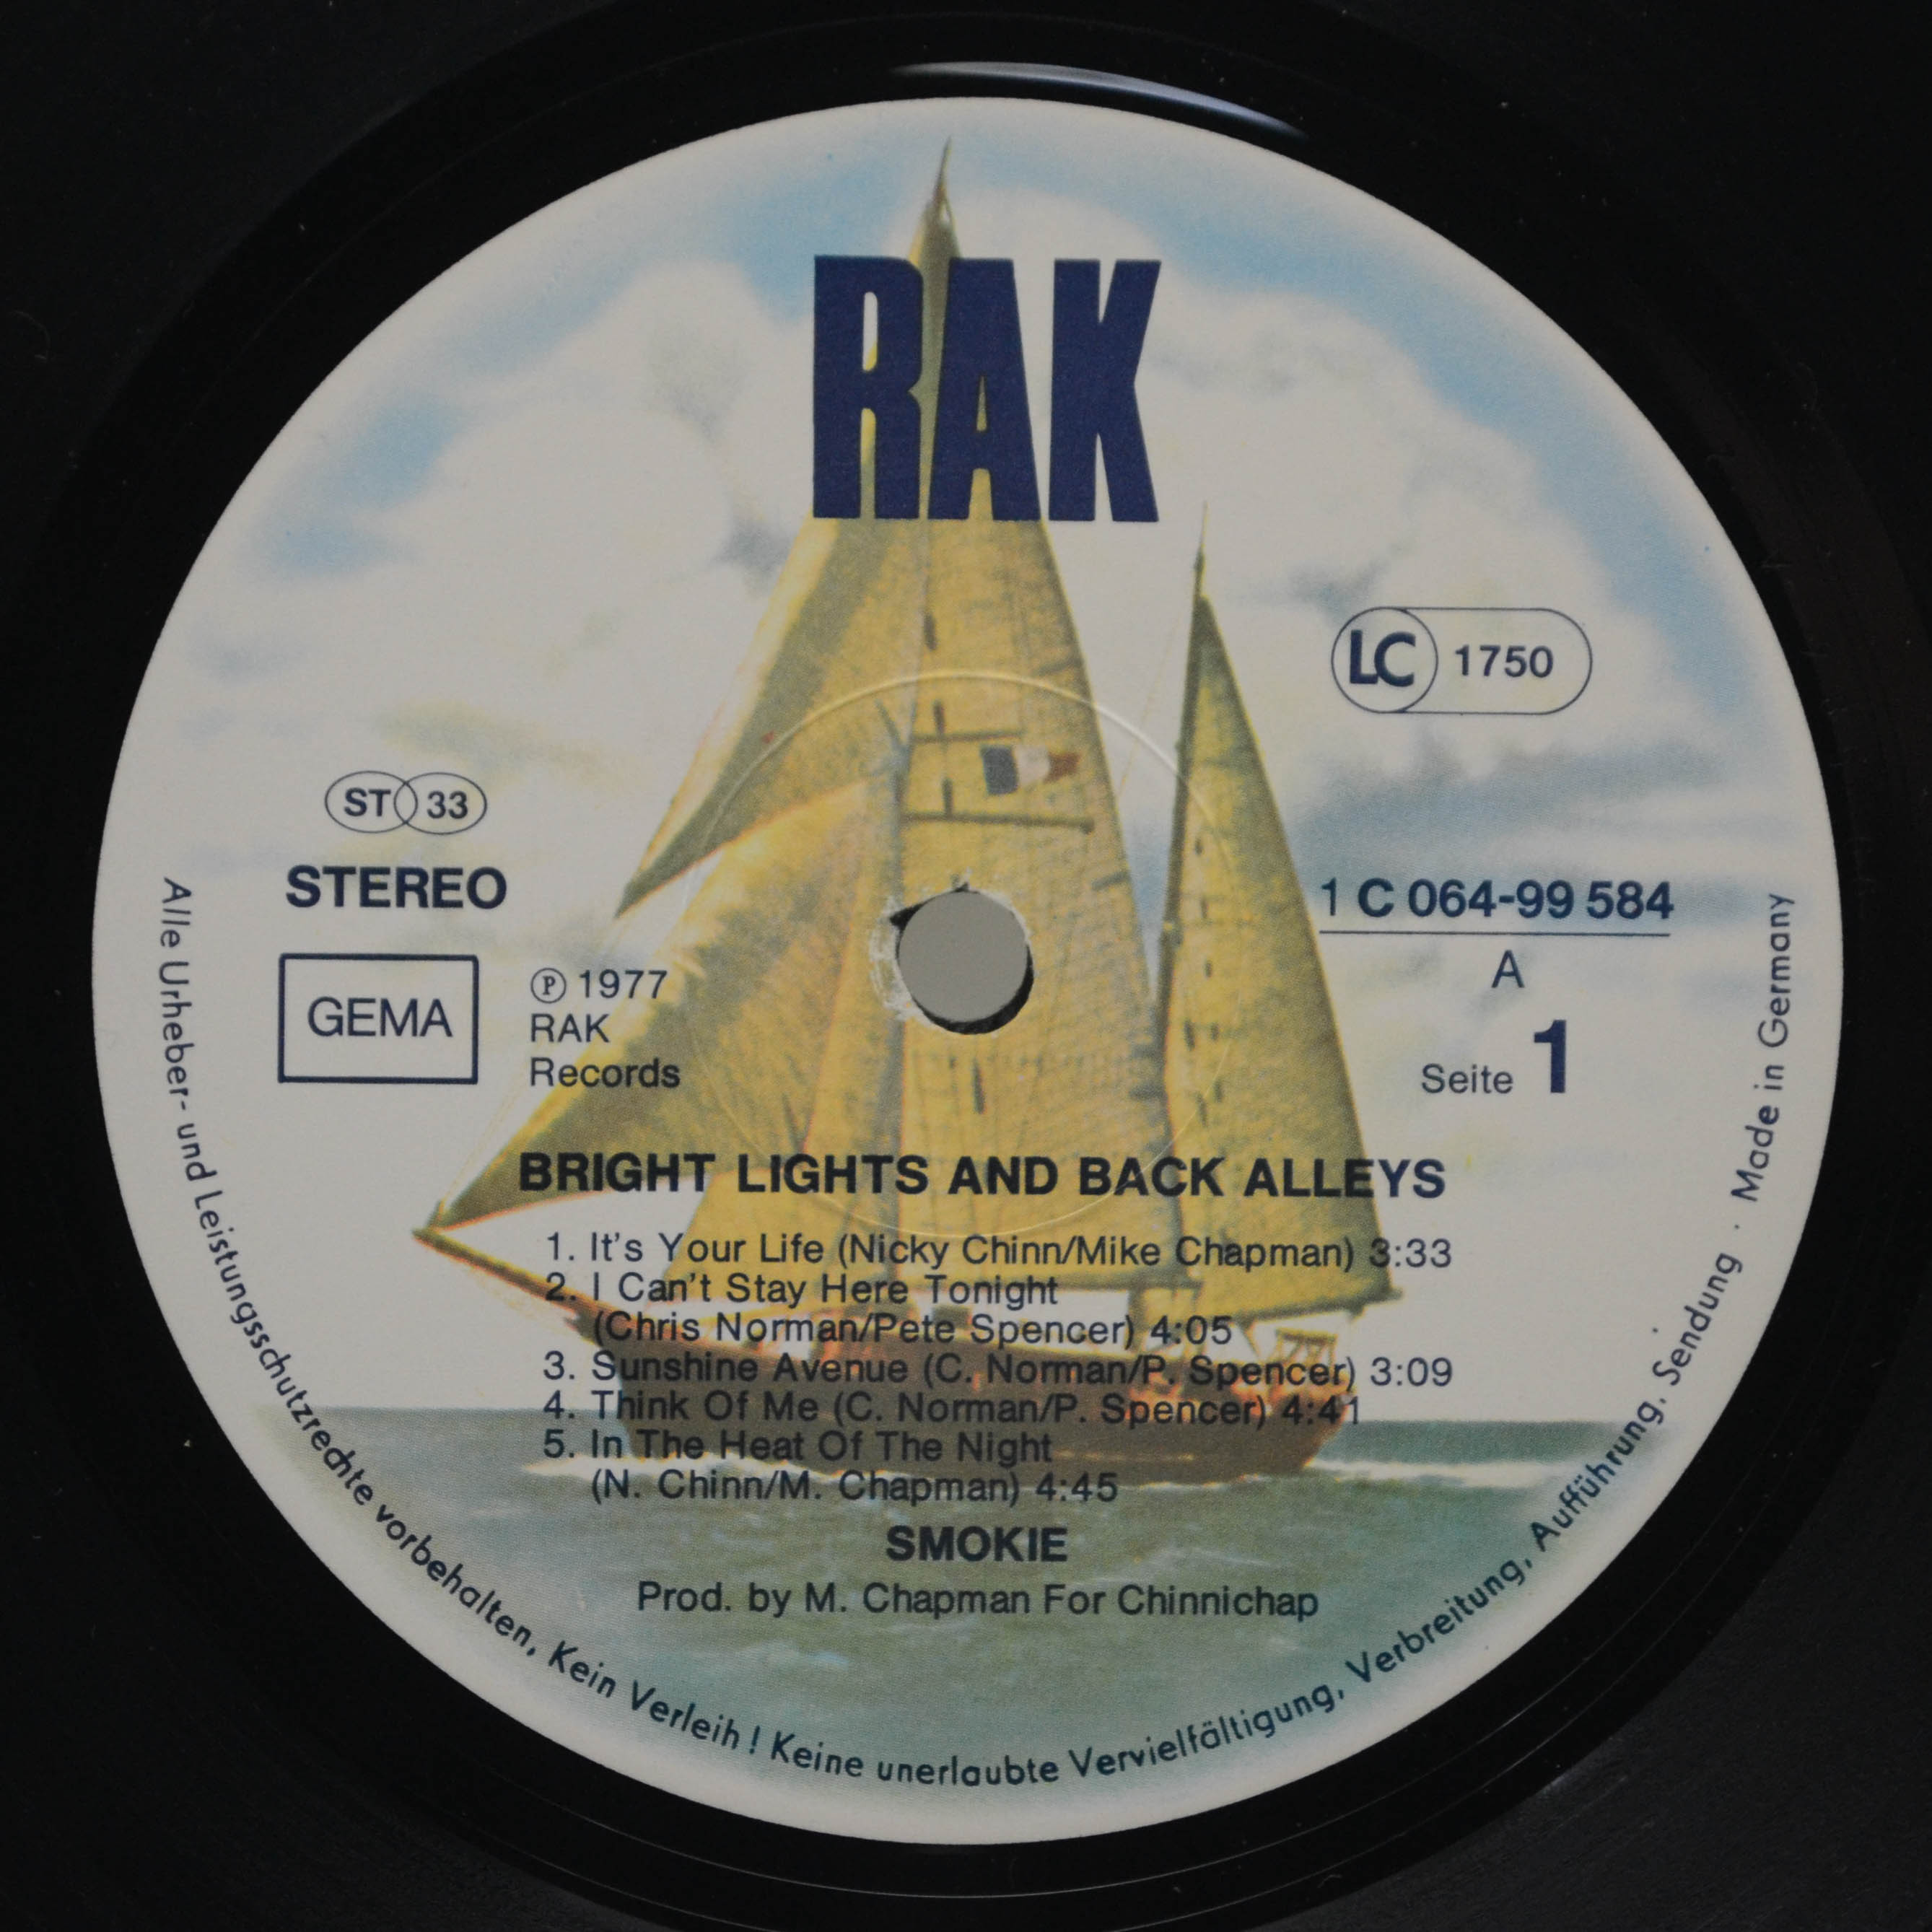 RAK
LC 1750
ST 33
STEREO
1 C 064-99 584
A
GEMA
Ⓟ 1977
RAK
Records
Seite 1
BRIGHT LIGHTS AND BACK ALLEYS
1. It's Your Life (Nicky Chinn/Mike Chapman) 3:33
2. I Can't Stay Here Tonight
(Chris Norman/Pete Spencer) 4:05
3. Sunshine Avenue (C. Norman/P. Spencer) 3:09
4. Think Of Me (C. Norman/P. Spencer) 4:41
5. In The Heat Of The Night
(N. Chinn/M. Chapman) 4:45
SMOKIE
Prod. by M. Chapman For Chinnichap
Alle Urheber- und Leistungsschutzrechte vorbehalten, Kein Verleih! Keine unerlaubte Vervielfältigung, Verbreitung, Aufführung, Sendung · Made in Germany